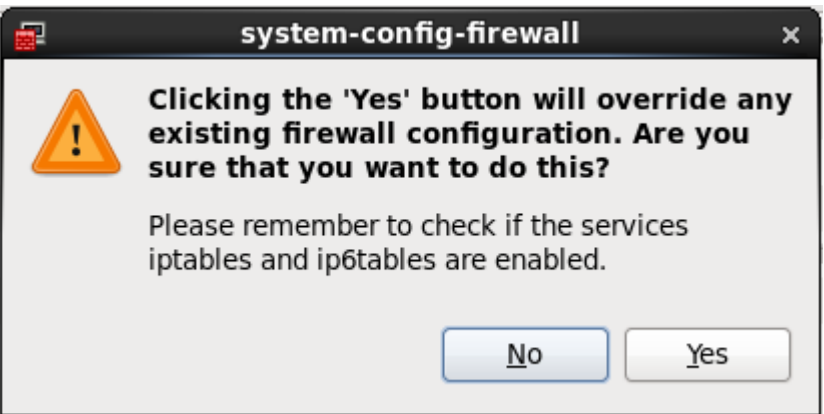 system-config-firewall
Clicking the 'Yes' button will override any
existing firewall configuration. Are you
sure that you want to do this?
Please remember to check if the services
iptables and ip6tables are enabled.
No
Yes